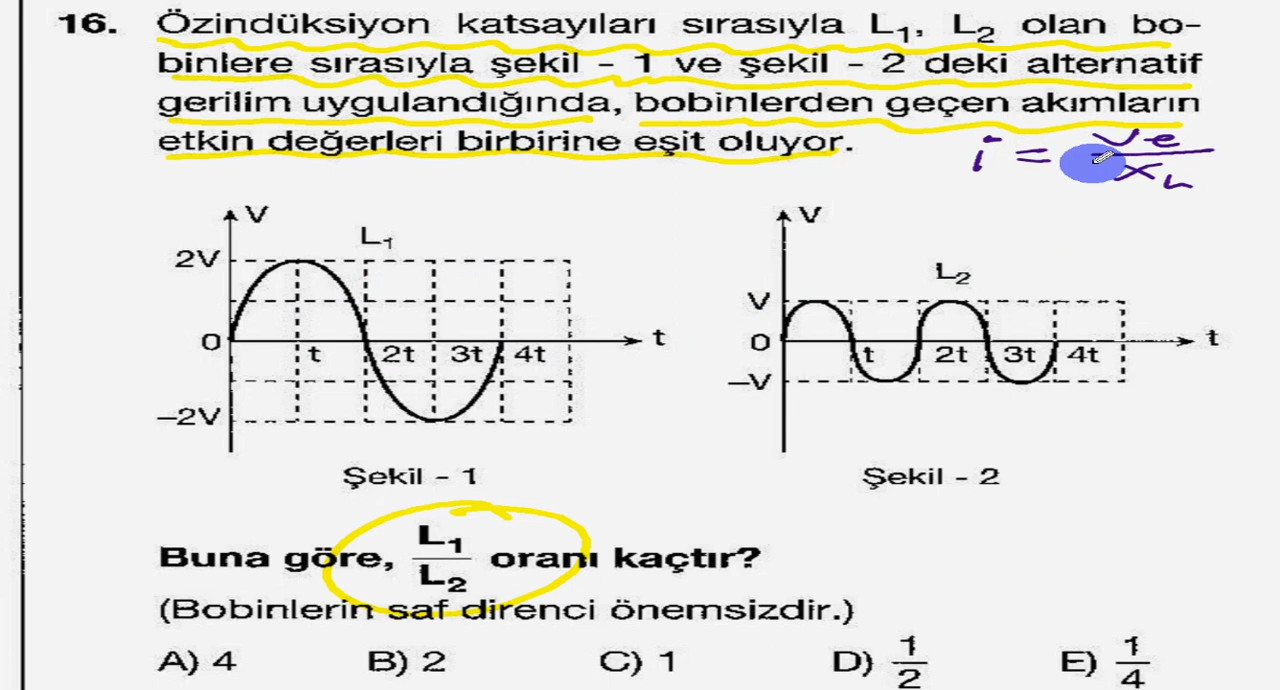 16. Özindüksiyon katsayıları sırasıyla L₁, L₂ olan bo-
binlere sırasıyla şekil - 1 ve şekil - 2 deki alternatif
gerilim uygulandığında, bobinlerden geçen akımların
etkin değerleri birbirine eşit oluyor.
i = Ve / XL
V
L₁
2V
0
t 2t 3t 4t
t
-2V
Şekil - 1
V
L₂
V
0
t 2t 3t 4t
t
-V
Şekil - 2
Buna göre, L₁/L₂ oranı kaçtır?
(Bobinlerin saf direnci önemsizdir.)
A) 4 B) 2 C) 1 D) 1/2 E) 1/4